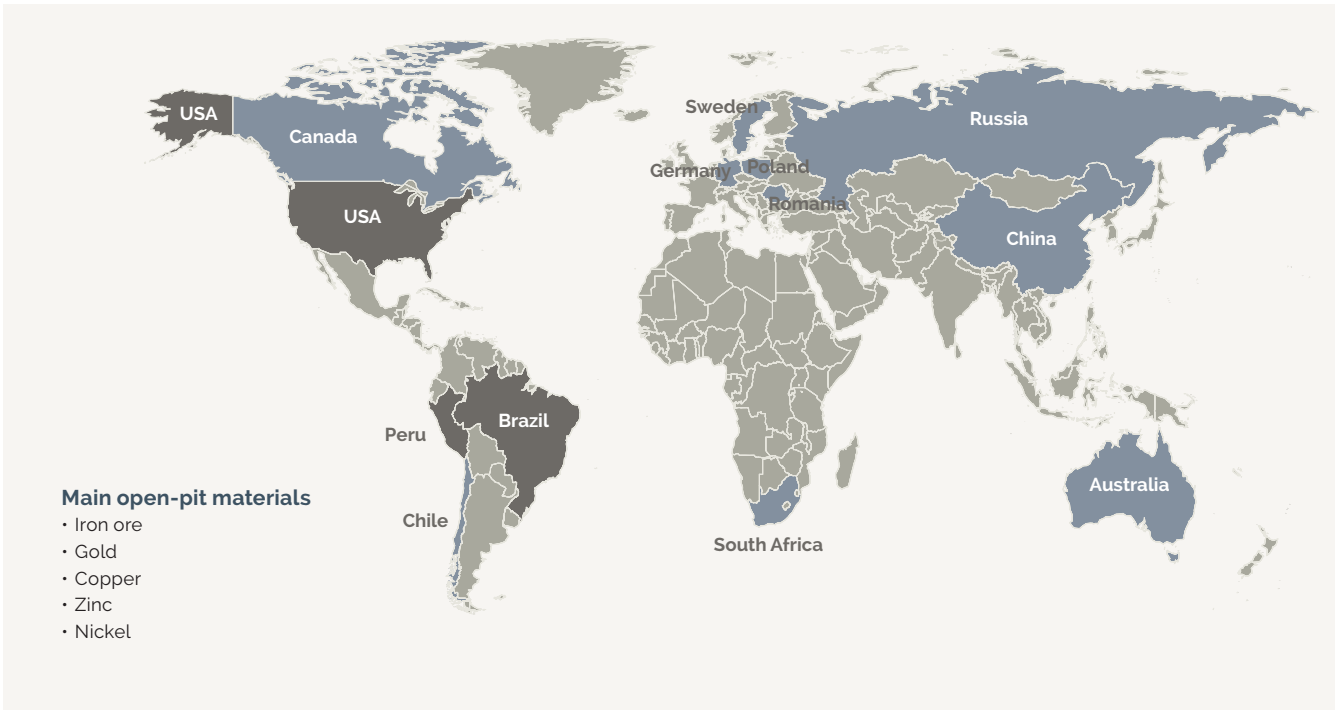 Sweden
USA
Canada
Russia
Germany
Poland
Romania
USA
China
Brazil
Peru
Australia
Main open-pit materials
• Iron ore
• Gold
• Copper
• Zinc
• Nickel
Chile
South Africa